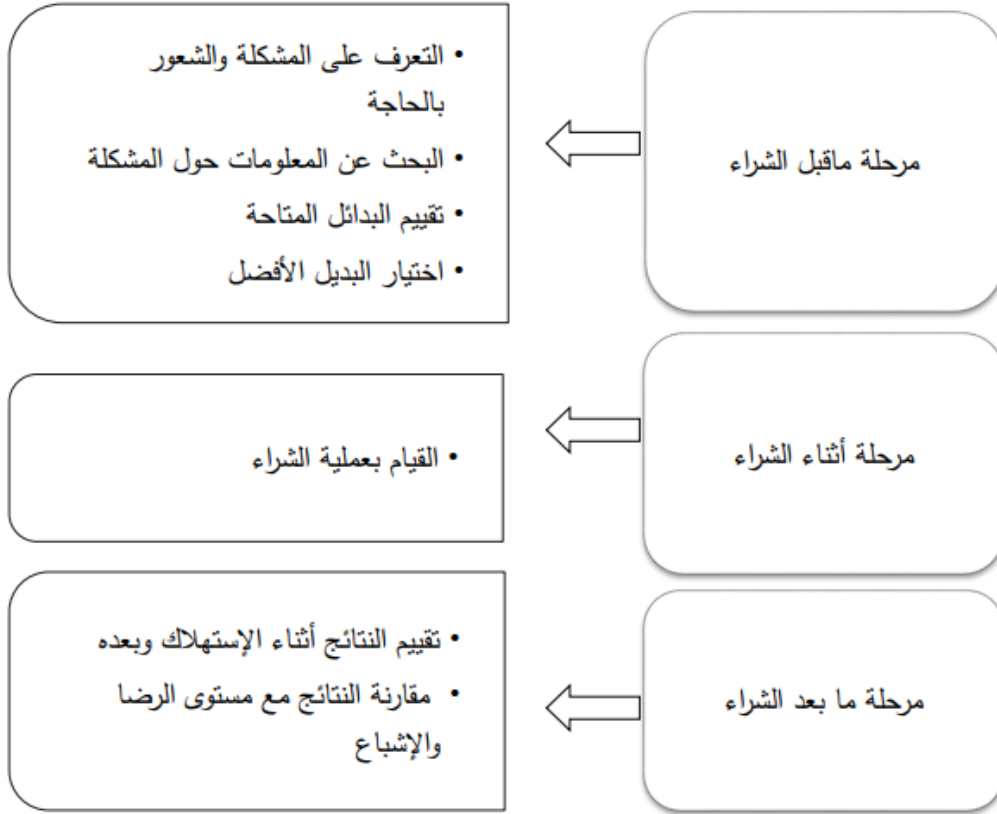 مرحلة ماقبل الشراء
• التعرف على المشكلة والشعور
بالحاجة
• البحث عن المعلومات حول المشكلة
• تقييم البدائل المتاحة
• اختيار البديل الأفضل
مرحلة أثناء الشراء
• القيام بعملية الشراء
مرحلة ما بعد الشراء
• تقييم النتائج أثناء الإستهلاك وبعده
• مقارنة النتائج مع مستوى الرضا
والإشباع